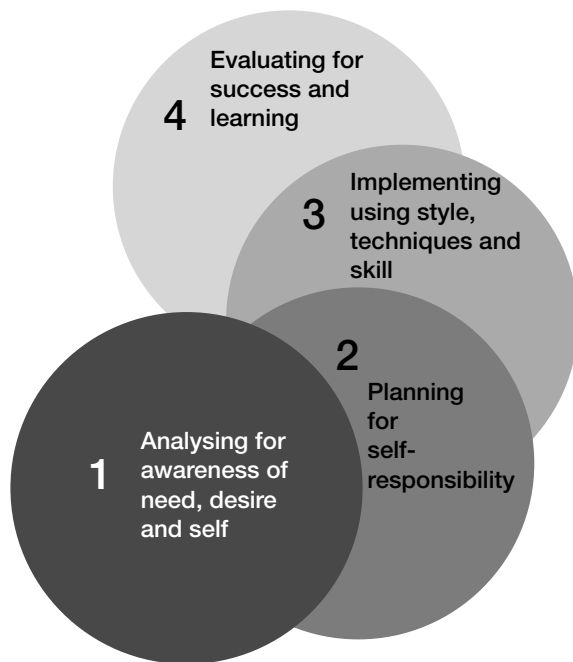 4
Evaluating for
success and
learning
3
Implementing
using style,
techniques and
skill
2
Planning
for
self-
responsibility
1
Analysing for
awareness of
need, desire
and self